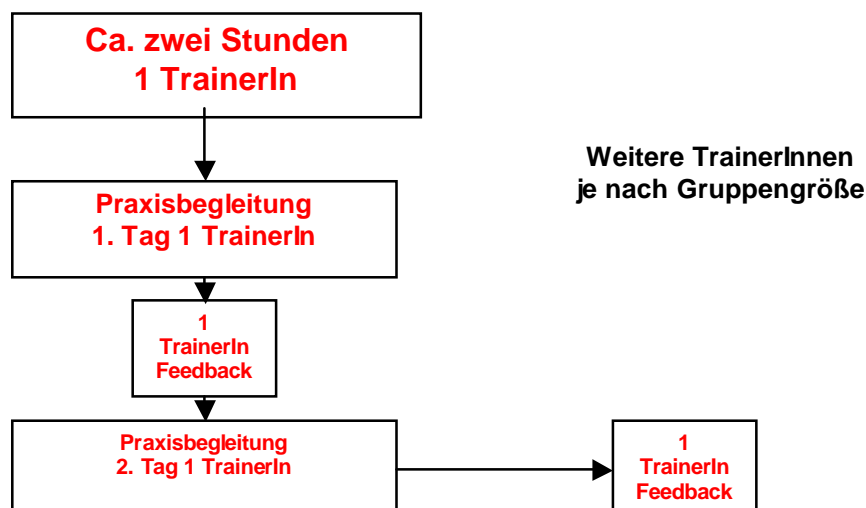 Ca. zwei Stunden
1 TrainerIn
Weitere TrainerInnen
je nach Gruppengröße
Praxisbegleitung
1. Tag 1 TrainerIn
1
TrainerIn
Feedback
Praxisbegleitung
2. Tag 1 TrainerIn
1
TrainerIn
Feedback